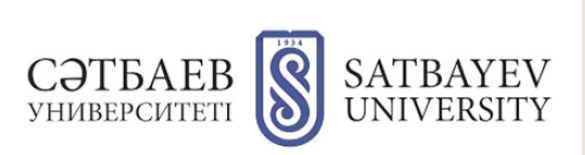 СӘТБАЕВ
УНИВЕРСИТЕТІ
1934
SATBAYEV
UNIVERSITY